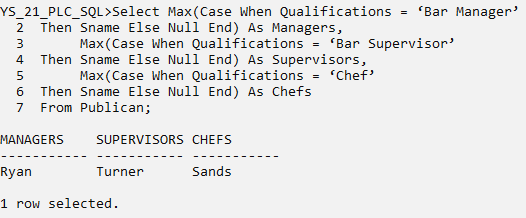 YS_21_PLC_SQL>Select Max(Case When Qualifications = ‘Bar Manager’
2 Then Sname Else Null End) As Managers,
3 Max(Case When Qualifications = ‘Bar Supervisor’
4 Then Sname Else Null End) As Supervisors,
5 Max(Case When Qualifications = ‘Chef’
6 Then Sname Else Null End) As Chefs
7 From Publican;
MANAGERS SUPERVISORS CHEFS
----------- ----------- -----------
Ryan Turner Sands
1 row selected.